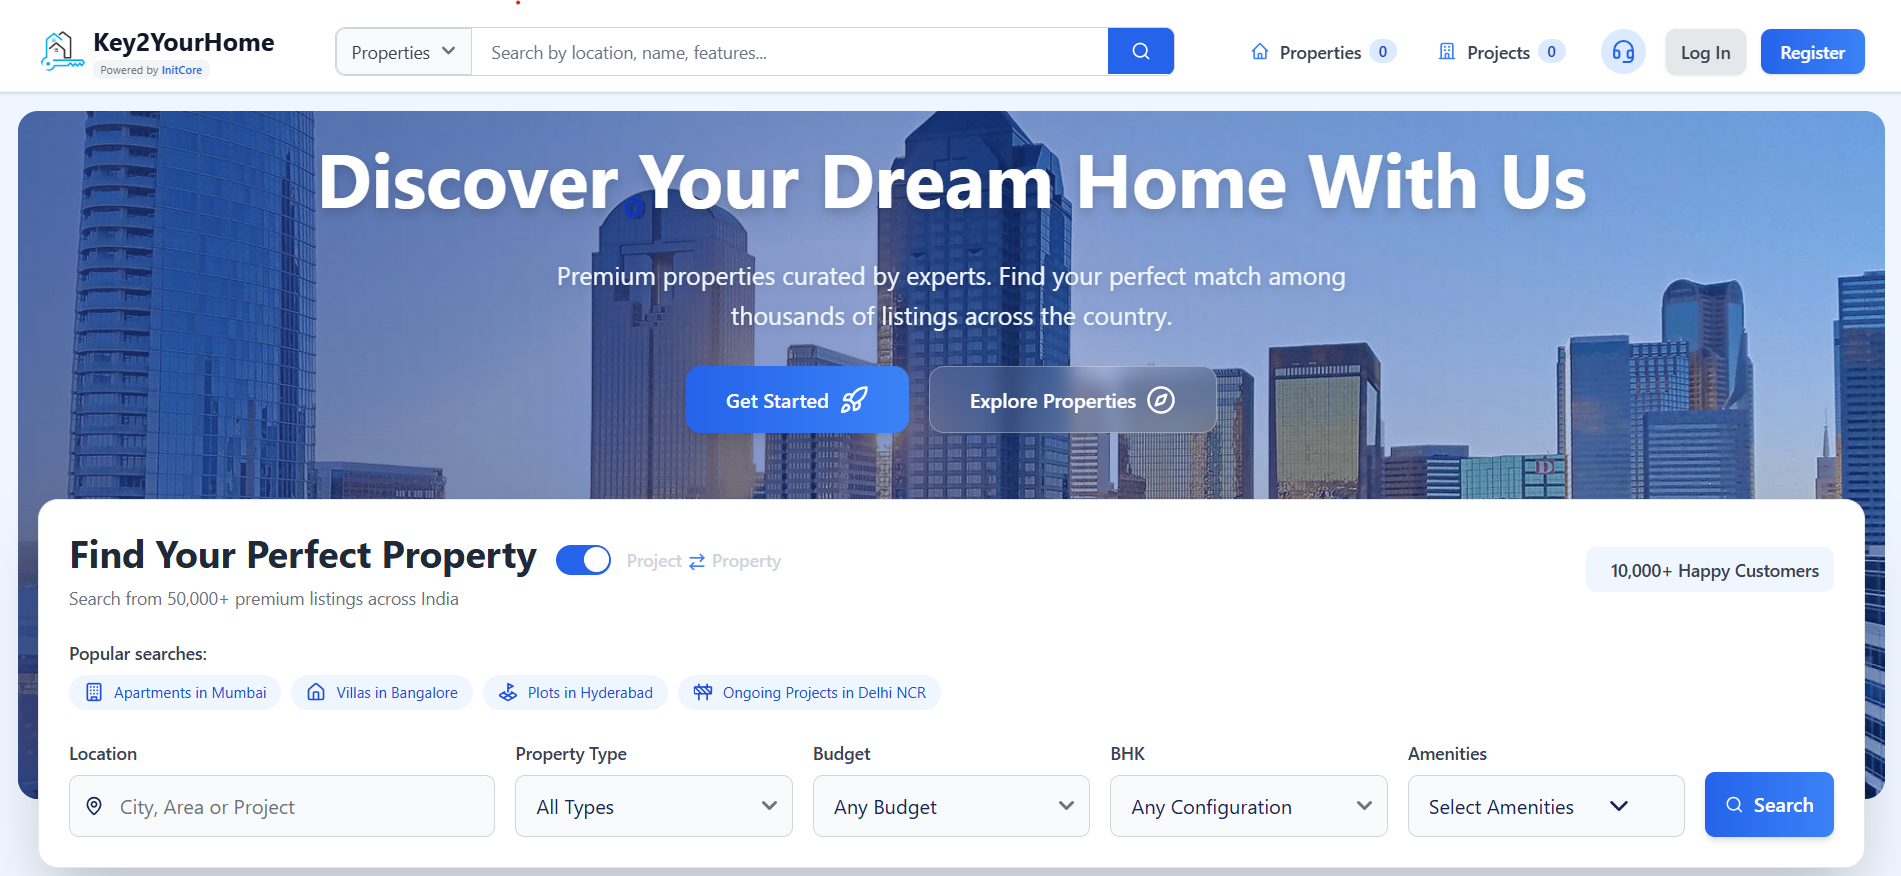 Key2YourHome
Powered by InitCore
Properties
Search by location, name, features...
Properties 0
Projects 0
Log In
Register
Discover Your Dream Home With Us
Premium properties curated by experts. Find your perfect match among
thousands of listings across the country.
Get Started
Explore Properties
D
Find Your Perfect Property
Project Property
10,000+ Happy Customers
Search from 50,000+ premium listings across India
Popular searches:
Apartments in Mumbai
Villas in Bangalore
Plots in Hyderabad
Ongoing Projects in Delhi NCR
Location
Property Type
Budget
BHK
Amenities
City, Area or Project
All Types
Any Budget
Any Configuration
Select Amenities
Search